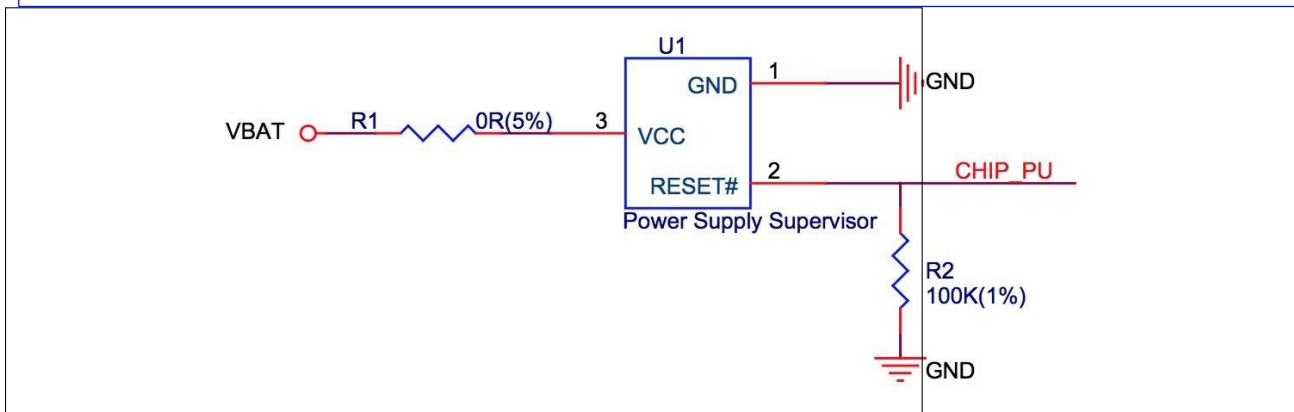 U1
1
GND
GND
VBAT
R1
0R(5%)
3
VCC
2
CHIP_PU
RESET#
Power Supply Supervisor
R2
100K(1%)
GND